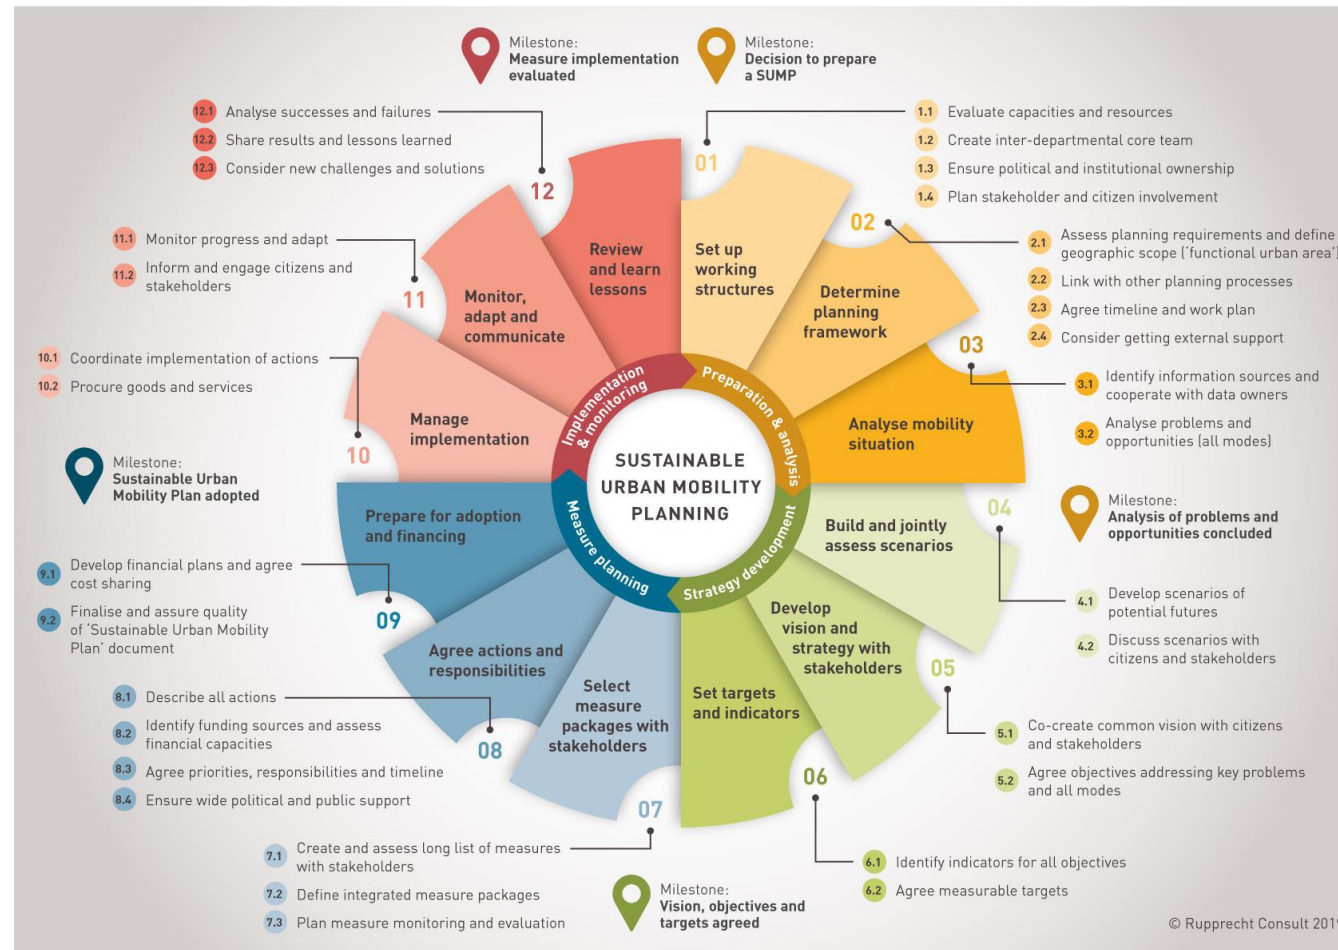 Milestone:
Measure implementation
evaluated
Milestone:
Decision to prepare
a SUMP
12.1 Analyse successes and failures
12.2 Share results and lessons learned
12.3 Consider new challenges and solutions
1.1 Evaluate capacities and resources
1.2 Create inter-departmental core team
1.3 Ensure political and institutional ownership
1.4 Plan stakeholder and citizen involvement
11.1 Monitor progress and adapt
11.2 Inform and engage citizens and
stakeholders
2.1 Assess planning requirements and define
geographic scope (‘functional urban area’)
2.2 Link with other planning processes
2.3 Agree timeline and work plan
2.4 Consider getting external support
10.1 Coordinate implementation of actions
10.2 Procure goods and services
3.1 Identify information sources and
cooperate with data owners
3.2 Analyse problems and
opportunities (all modes)
Milestone:
Sustainable Urban
Mobility Plan adopted
Milestone:
Analysis of problems and
opportunities concluded
01
Set up
working
structures
02
Determine
planning
framework
03
Analyse mobility
situation
04
Build and jointly
assess scenarios
05
Develop
vision and
strategy with
stakeholders
06
Set targets
and indicators
07
Select
measure
packages with
stakeholders
08
Agree actions and
responsibilities
09
Prepare for adoption
and financing
10
Manage
implementation
11
Monitor,
adapt and
communicate
12
Review
and learn
lessons
Preparation & analysis
Strategy development
Measure planning
Implementation
& monitoring
SUSTAINABLE
URBAN MOBILITY
PLANNING
9.1 Develop financial plans and agree
cost sharing
9.2 Finalise and assure quality
of ‘Sustainable Urban Mobility
Plan’ document
4.1 Develop scenarios of
potential futures
4.2 Discuss scenarios with
citizens and stakeholders
8.1 Describe all actions
8.2 Identify funding sources and assess
financial capacities
8.3 Agree priorities, responsibilities and timeline
8.4 Ensure wide political and public support
5.1 Co-create common vision with citizens
and stakeholders
5.2 Agree objectives addressing key problems
and all modes
7.1 Create and assess long list of measures
with stakeholders
7.2 Define integrated measure packages
7.3 Plan measure monitoring and evaluation
Milestone:
Vision, objectives and
targets agreed
6.1 Identify indicators for all objectives
6.2 Agree measurable targets
© Rupprecht Consult 2019